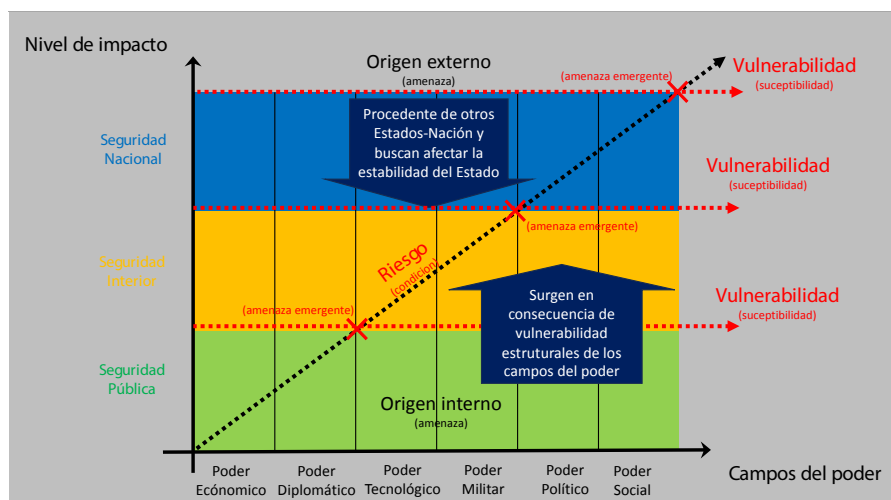 Nivel de impacto
Origen externo
(amenaza)
(amenaza emergente)
Vulnerabilidad
(suceptibilidad)
Procedente de otros
Estados-Nación y
buscan afectar la
estabilidad del Estado
Seguridad
Nacional
Vulnerabilidad
(suceptibilidad)
(amenaza emergente)
Riesgo
(condicion)
Seguridad
Interior
(amenaza emergente)
Surgen en
consecuencia de
vulnerabilidad
estruturales de los
campos del poder
Vulnerabilidad
(suceptibilidad)
Seguridad
Pública
Origen interno
(amenaza)
Poder
Ecónomico
Poder
Diplomático
Poder
Tecnológico
Poder
Militar
Poder
Político
Poder
Social
Campos del poder